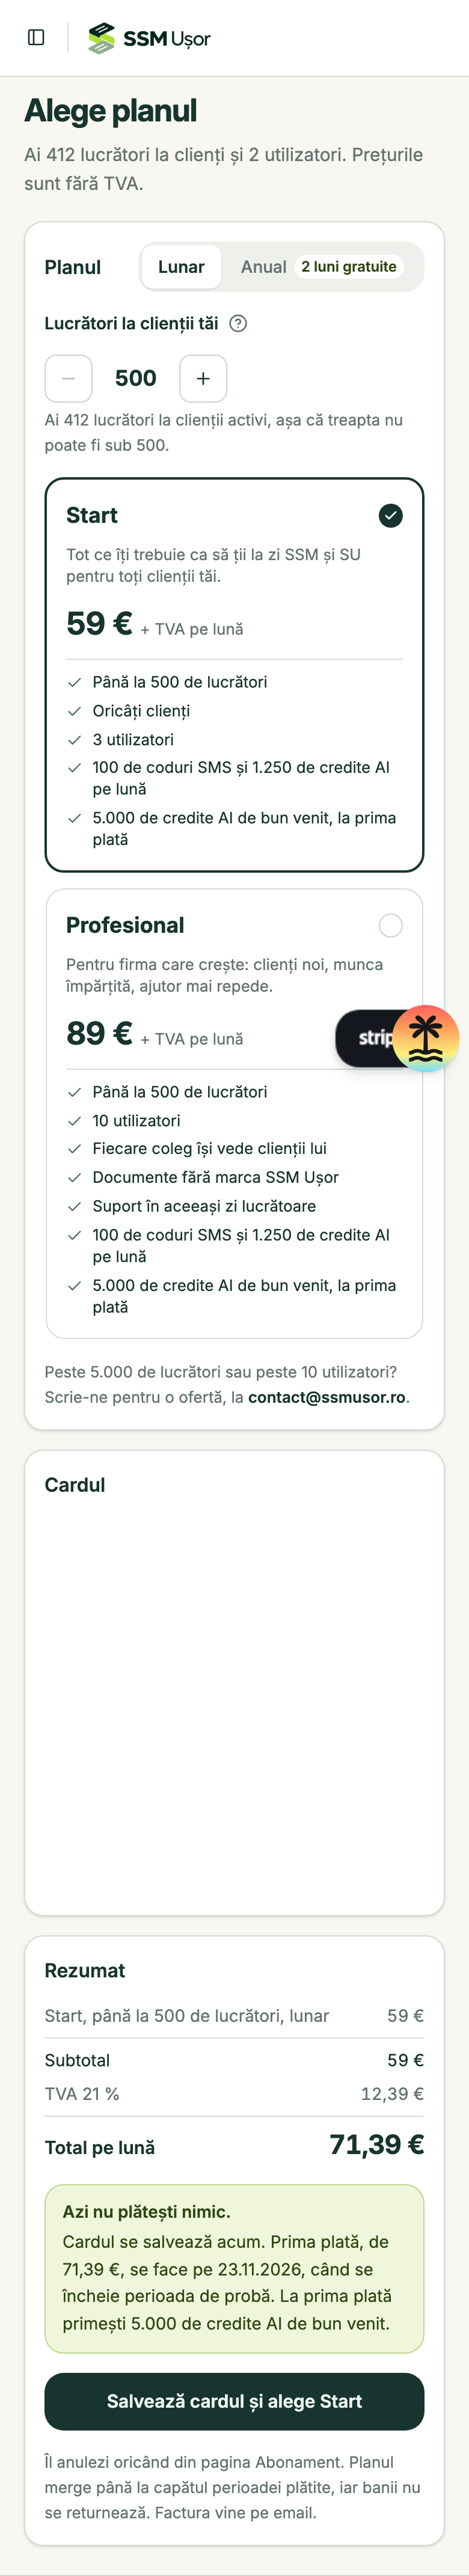 SSM Ușor
Alege planul
Ai 412 lucrători la clienți și 2 utilizatori. Prețurile
sunt fără TVA.
Planul
Lunar
Anual
2 luni gratuite
Lucrători la clienții tăi
500
Ai 412 lucrători la clienții activi, așa că treapta nu
poate fi sub 500.
Start
Tot ce îți trebuie ca să ții la zi SSM și SU
pentru toți clienții tăi.
59 € + TVA pe lună
Până la 500 de lucrători
Oricâți clienți
3 utilizatori
100 de coduri SMS și 1.250 de credite AI
pe lună
5.000 de credite AI de bun venit, la prima
plată
Profesional
Pentru firma care crește: clienți noi, munca
împărțită, ajutor mai repede.
89 € + TVA pe lună
Până la 500 de lucrători
10 utilizatori
Fiecare coleg își vede clienții lui
Documente fără marca SSM Ușor
Suport în aceeași zi lucrătoare
100 de coduri SMS și 1.250 de credite AI
pe lună
5.000 de credite AI de bun venit, la prima
plată
Peste 5.000 de lucrători sau peste 10 utilizatori?
Scrie-ne pentru o ofertă, la contact@ssmusor.ro.
Cardul
Rezumat
Start, până la 500 de lucrători, lunar 59 €
Subtotal 59 €
TVA 21 % 12,39 €
Total pe lună 71,39 €
Azi nu plătești nimic.
Cardul se salvează acum. Prima plată, de
71,39 €, se face pe 23.11.2026, când se
încheie perioada de probă. La prima plată
primești 5.000 de credite AI de bun venit.
Salvează cardul și alege Start
Îl anulezi oricând din pagina Abonament. Planul
merge până la capătul perioadei plătite, iar banii nu
se returnează. Factura vine pe email.